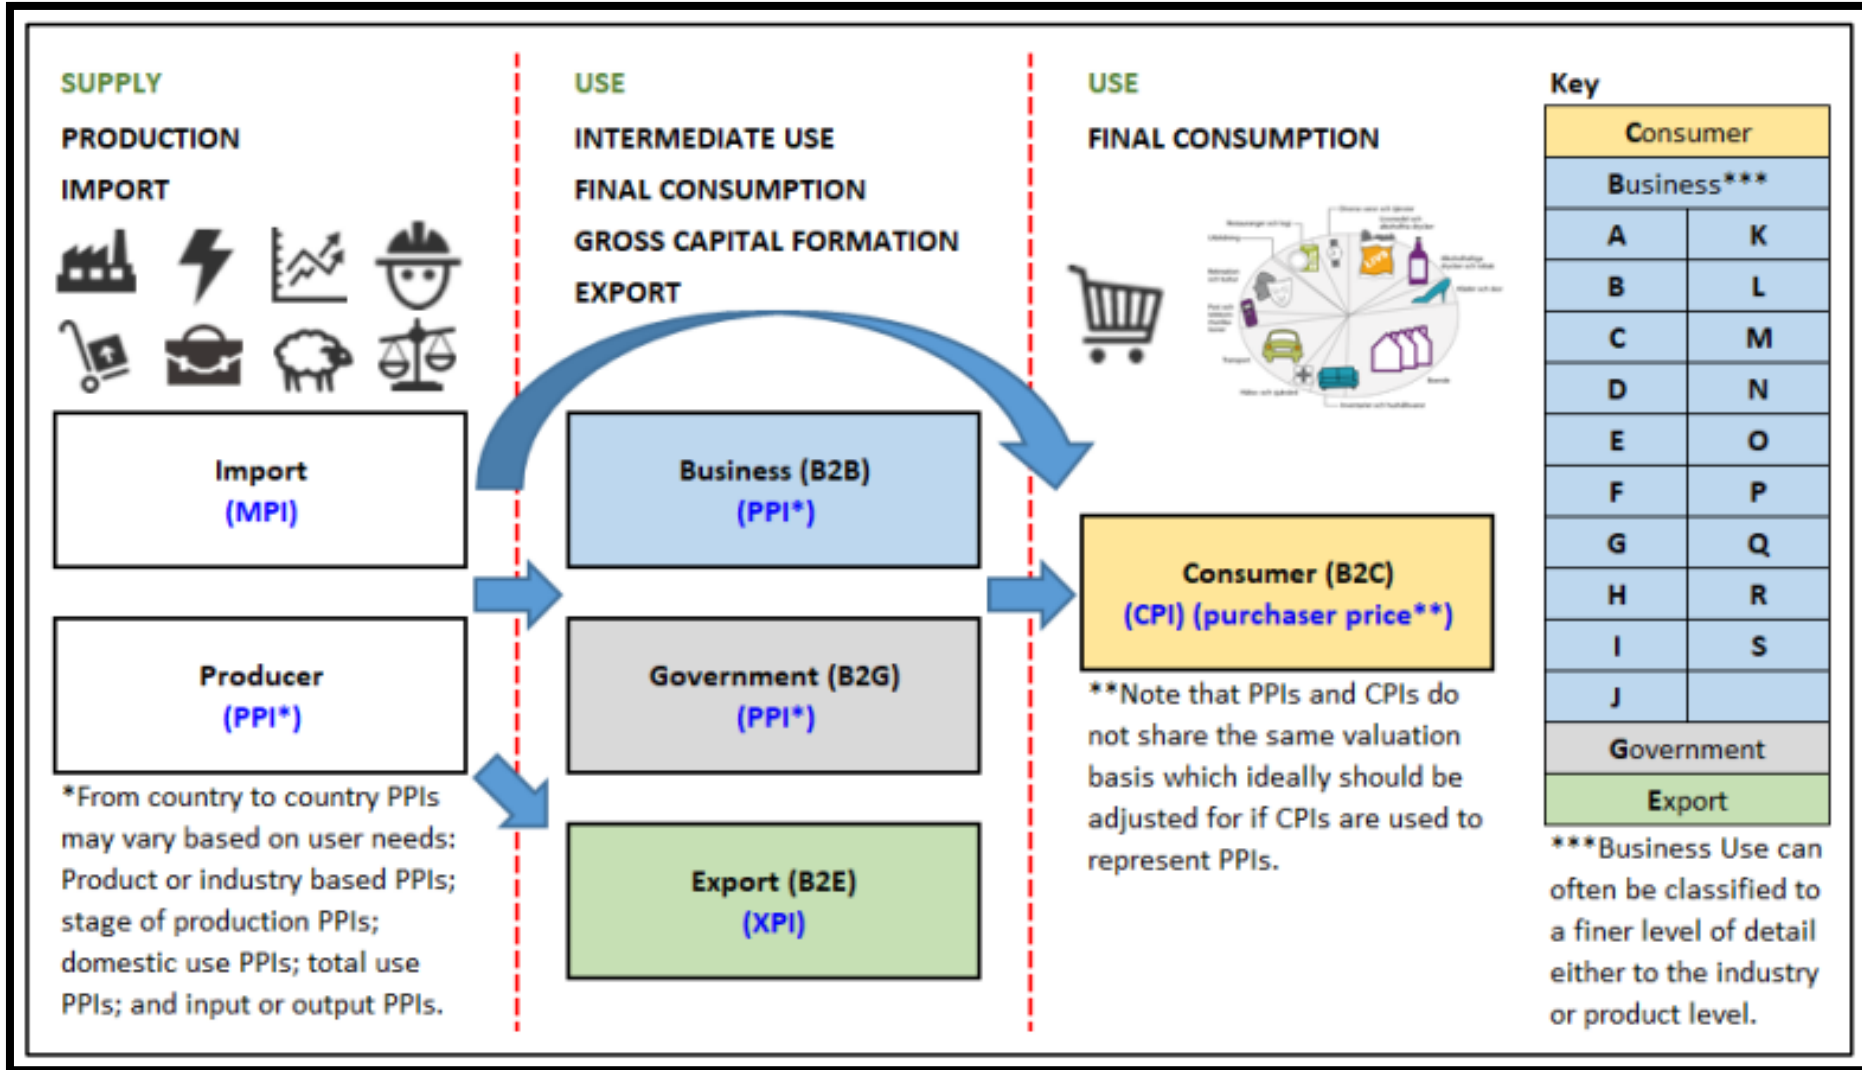 SUPPLY
PRODUCTION
IMPORT
Import
(MPI)
Producer
(PPI*)
*From country to country PPIs
may vary based on user needs:
Product or industry based PPIs;
stage of production PPIs;
domestic use PPIs; total use
PPIs; and input or output PPIs.
USE
INTERMEDIATE USE
FINAL CONSUMPTION
GROSS CAPITAL FORMATION
EXPORT
Business (B2B)
(PPI*)
Government (B2G)
(PPI*)
Export (B2E)
(XPI)
USE
FINAL CONSUMPTION
Transport
Boende
Consumer (B2C)
(CPI) (purchaser price**)
**Note that PPIs and CPIs do
not share the same valuation
basis which ideally should be
adjusted for if CPIs are used to
represent PPIs.
Key
Consumer
Business***
A K
B L
C M
D N
E O
F P
G Q
H R
I S
J
Government
Export
***Business Use can
often be classified to
a finer level of detail
either to the industry
or product level.